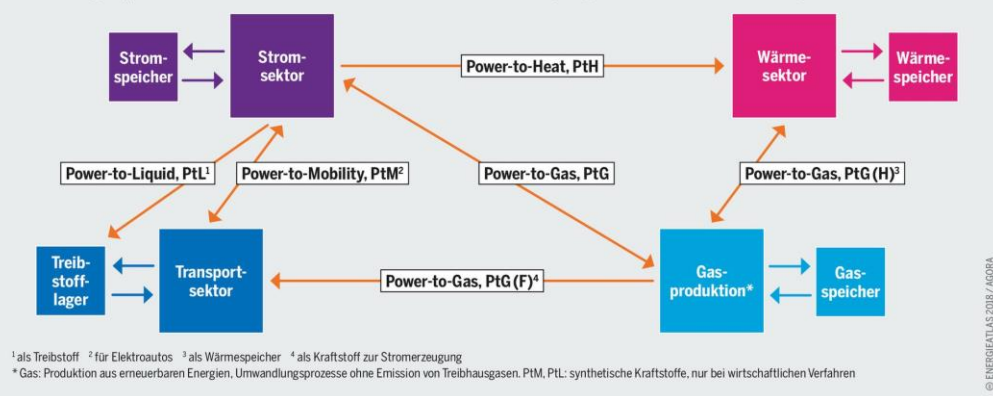 Strom-
speicher
Strom-
sektor
Power-to-Heat, PtH
Wärme-
sektor
Wärme-
speicher
Power-to-Liquid, PtL¹
Power-to-Mobility, PtM²
Power-to-Gas, PtG
Power-to-Gas, PtG (H)³
Treib-
stoff-
lager
Transport-
sektor
Power-to-Gas, PtG (F)⁴
Gas-
produktion*
Gas-
speicher
¹ als Treibstoff ² für Elektroautos ³ als Wärmespeicher ⁴ als Kraftstoff zur Stromerzeugung
* Gas: Produktion aus erneuerbaren Energien, Umwandlungsprozesse ohne Emission von Treibhausgasen. PtM, PtL: synthetische Kraftstoffe, nur bei wirtschaftlichen Verfahren
© ENERGIEATLAS 2018 / AGORA